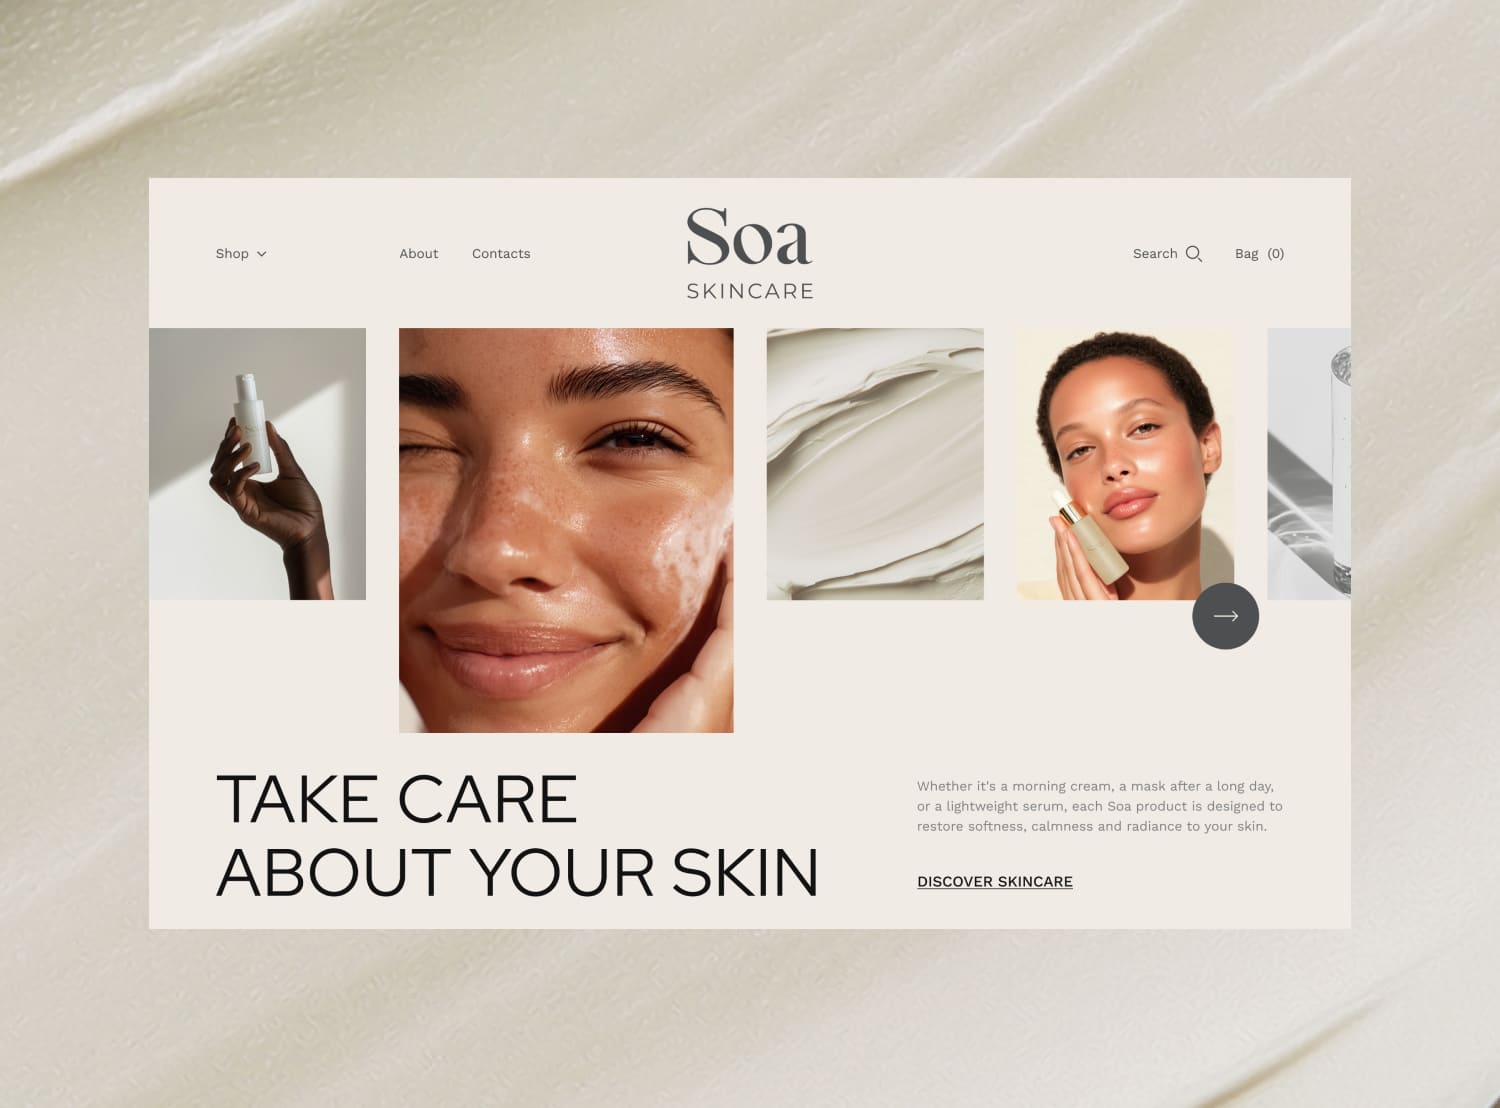 Shop
About
Contacts
Soa
SKINCARE
Search
Bag (0)
TAKE CARE
ABOUT YOUR SKIN
Whether it's a morning cream, a mask after a long day,
or a lightweight serum, each Soa product is designed to
restore softness, calmness and radiance to your skin.
DISCOVER SKINCARE